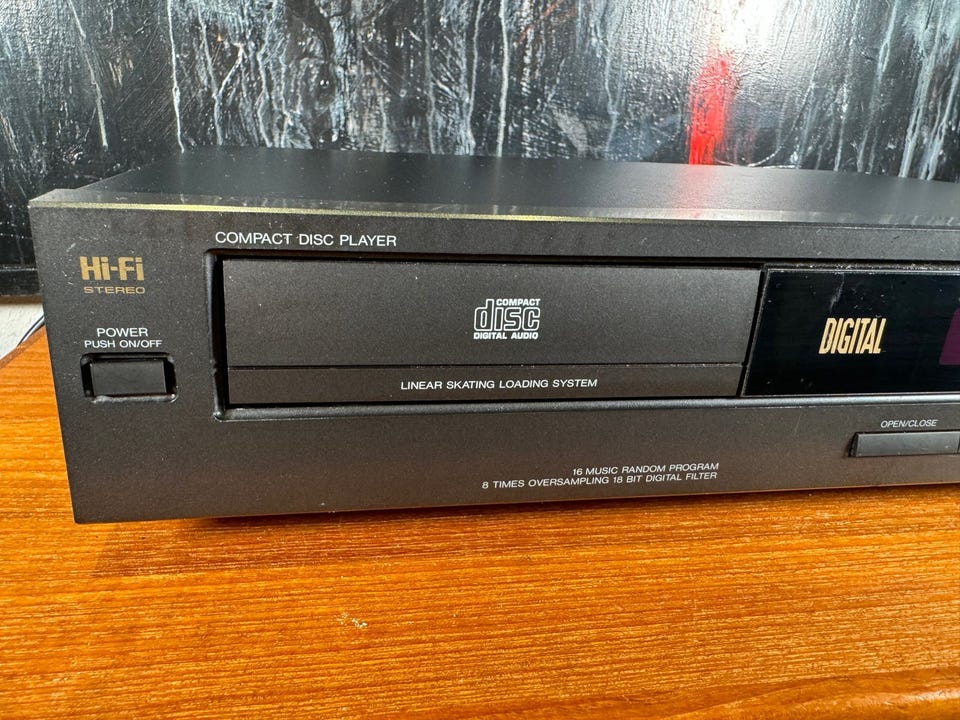 COMPACT DISC PLAYER
Hi-Fi
STEREO
POWER
PUSH ON/OFF
COMPACT
disc
DIGITAL AUDIO
DIGITAL
LINEAR SKATING LOADING SYSTEM
OPEN/CLOSE
16 MUSIC RANDOM PROGRAM
8 TIMES OVERSAMPLING 18 BIT DIGITAL FILTER